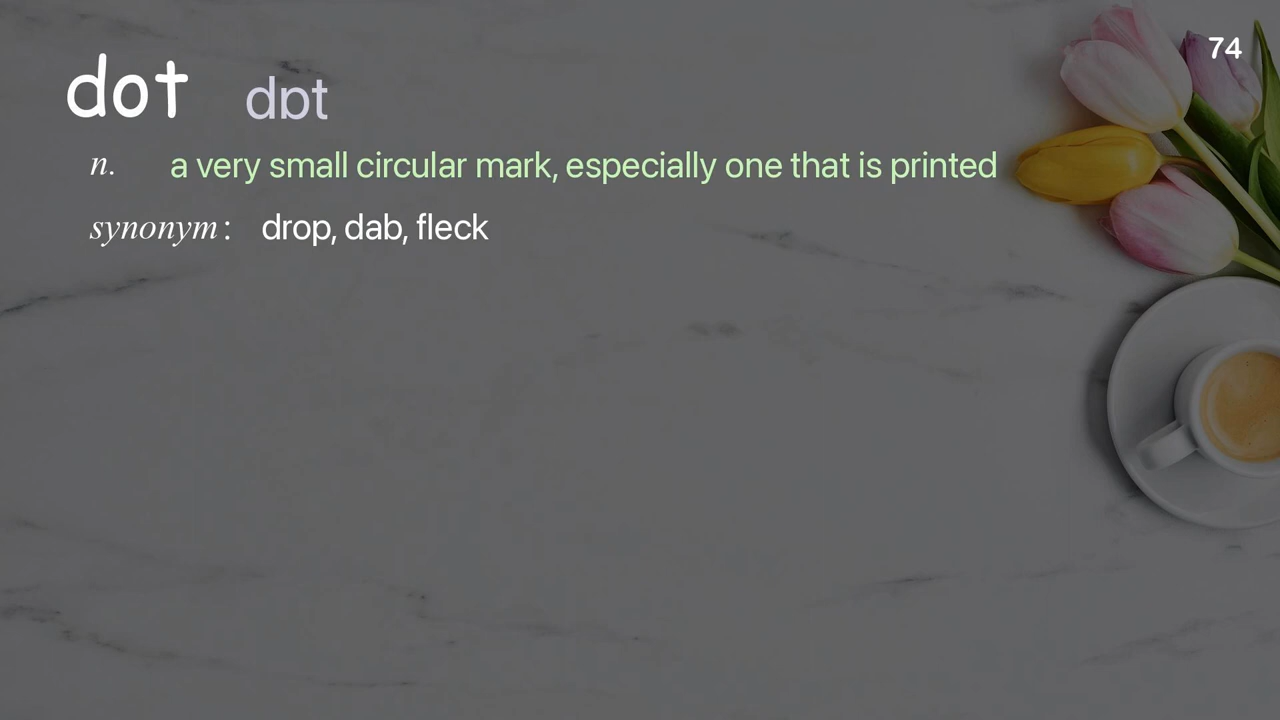 74
dot dɒt
n. a very small circular mark, especially one that is printed
synonym: drop, dab, fleck